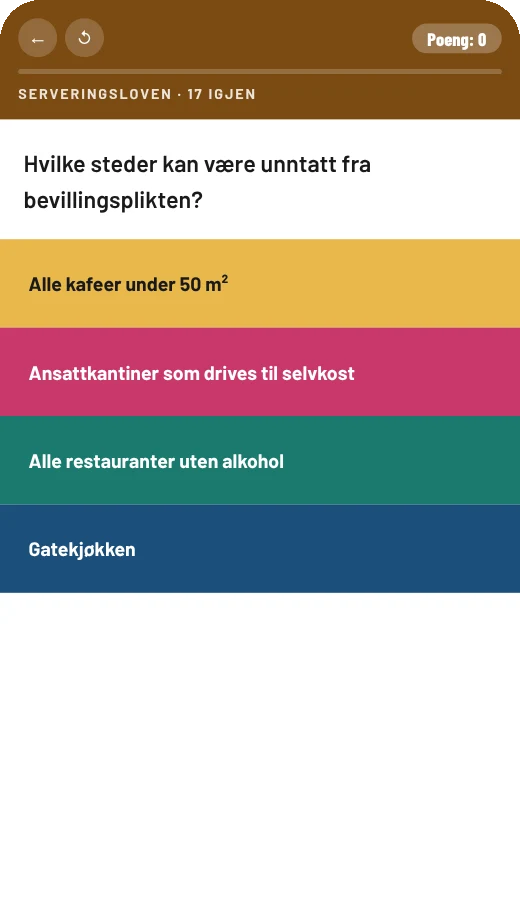 ←
Poeng: 0
SERVERINGSLOVEN · 17 IGJEN
Hvilke steder kan være unntatt fra
bevillingsplikten?
Alle kafeer under 50 m²
Ansattkantiner som drives til selvkost
Alle restauranter uten alkohol
Gatekjøkken